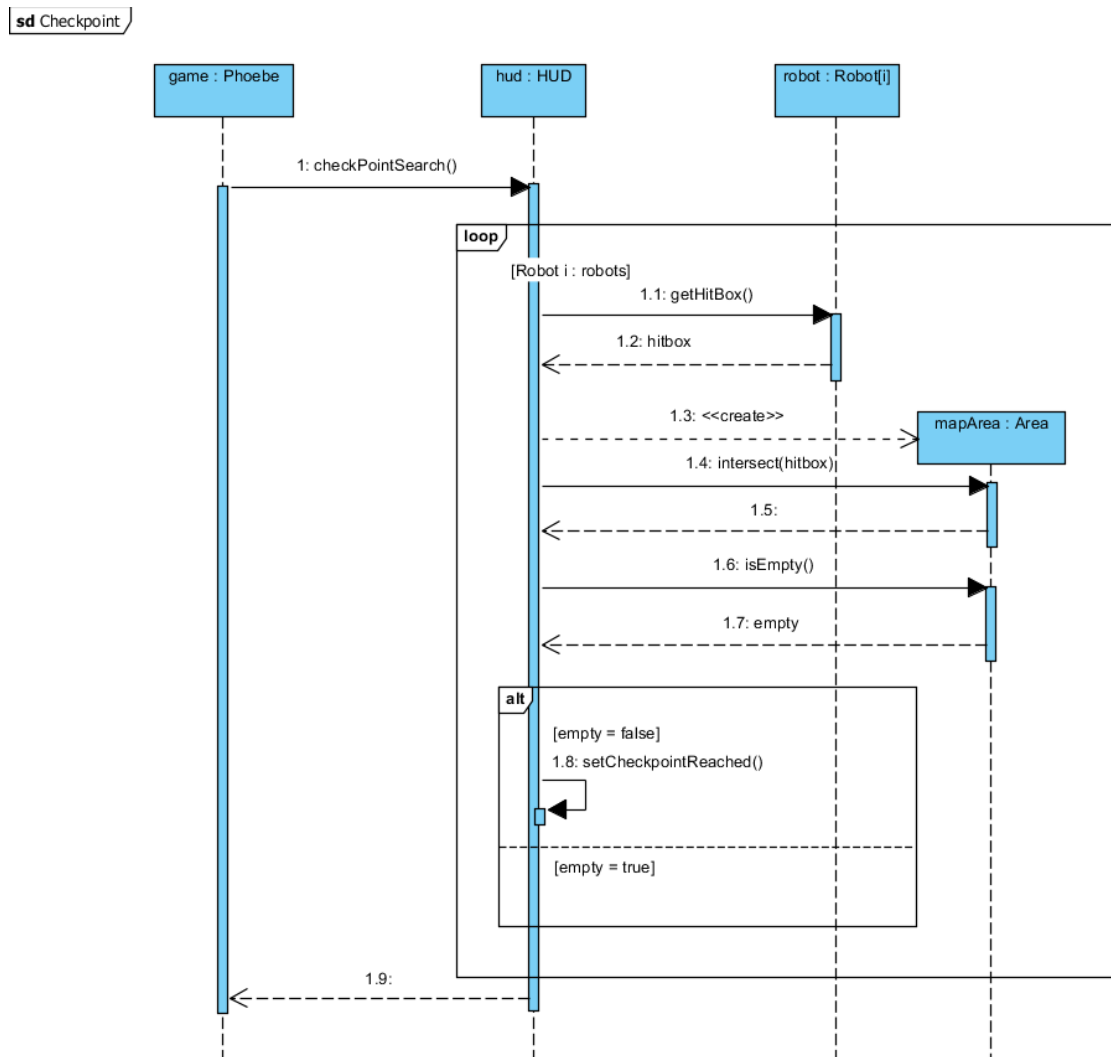 sd Checkpoint
game : Phoebe
hud : HUD
robot : Robot[i]
1: checkPointSearch()
loop
[Robot i : robots]
1.1: getHitBox()
1.2: hitbox
1.3: <<create>>
mapArea : Area
1.4: intersect(hitbox)
1.5:
1.6: isEmpty()
1.7: empty
alt
[empty = false]
1.8: setCheckpointReached()
[empty = true]
1.9: